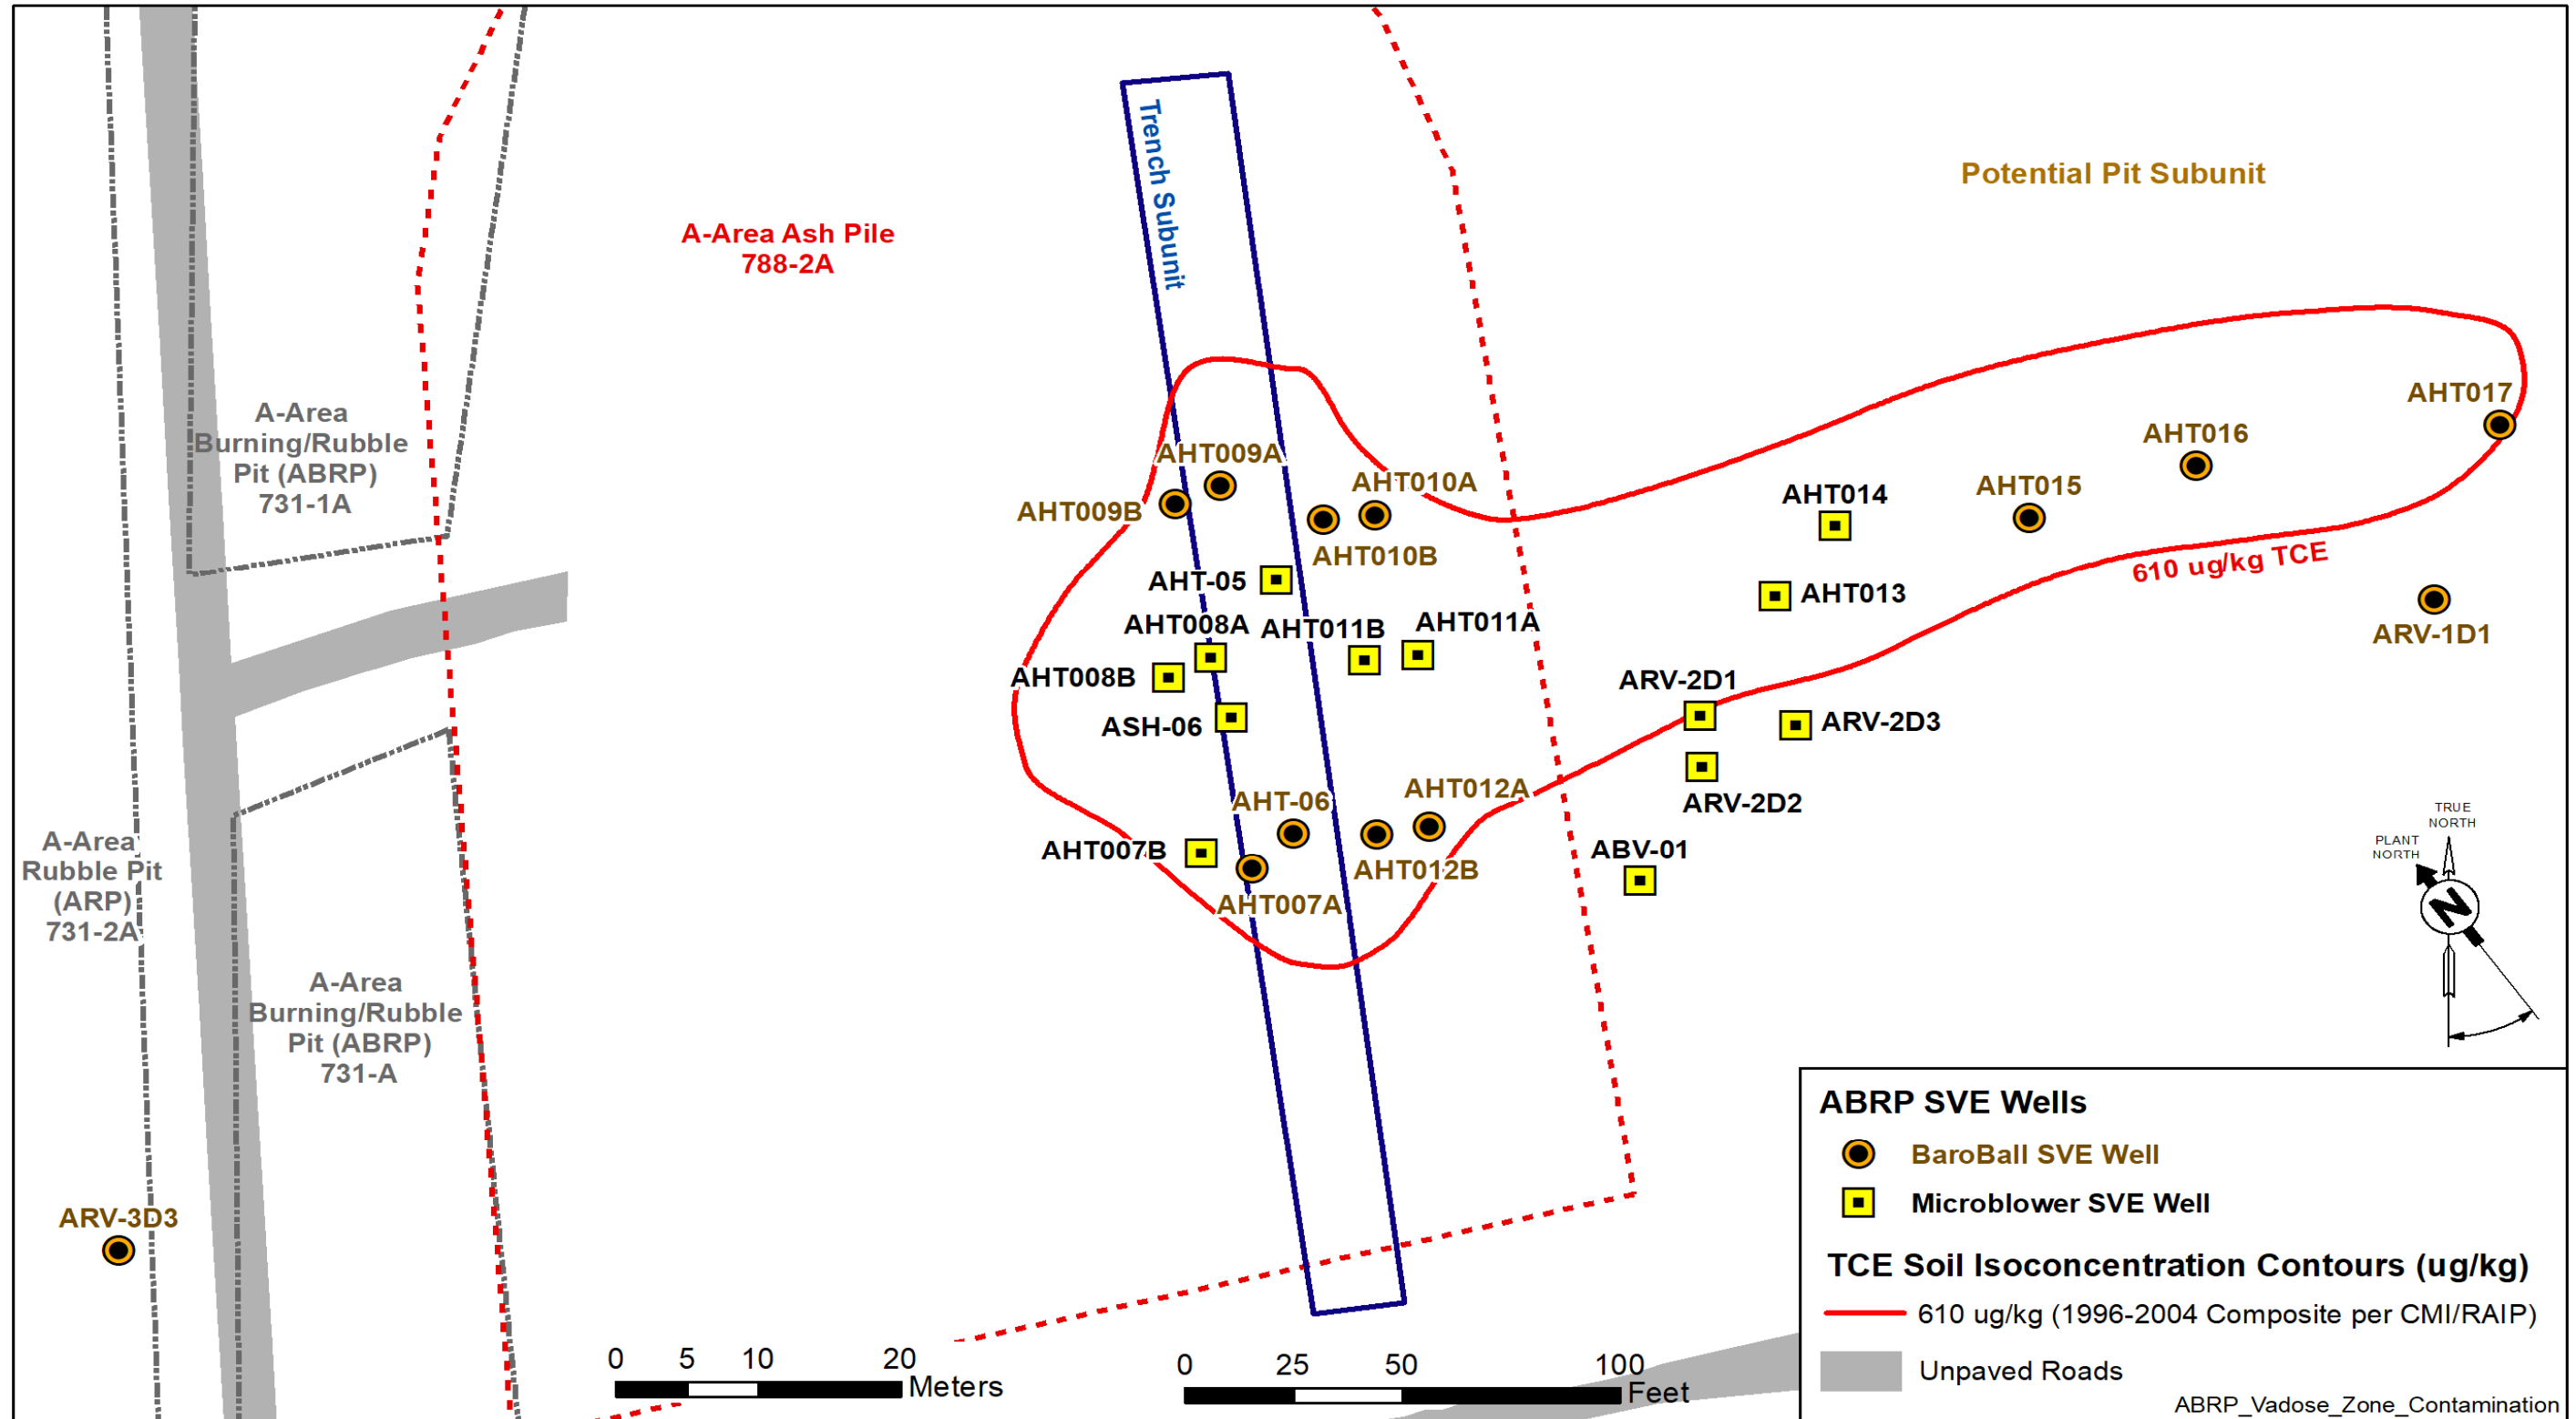 Trench Subunit
Potential Pit Subunit
A-Area Ash Pile
788-2A
A-Area
Burning/Rubble
Pit (ABRP)
731-1A
AHT017
AHT016
AHT015
AHT014
AHT013
AHT009A
AHT009B
AHT010A
AHT010B
AHT-05
AHT008A
AHT011B
AHT011A
AHT008B
ASH-06
610 ug/kg TCE
ARV-1D1
ARV-2D1
ARV-2D3
ARV-2D2
AHT-06
AHT012A
AHT007B
AHT012B
AHT007A
ABV-01
A-Area
Rubble Pit
(ARP)
731-2A
A-Area
Burning/Rubble
Pit (ABRP)
731-A
ARV-3D3
TRUE
NORTH
PLANT
NORTH
N
ABRP SVE Wells
BaroBall SVE Well
Microblower SVE Well
TCE Soil Isoconcentration Contours (ug/kg)
610 ug/kg (1996-2004 Composite per CMI/RAIP)
Unpaved Roads
0 5 10 20
Meters
0 25 50 100
Feet
ABRP_Vadose_Zone_Contamination